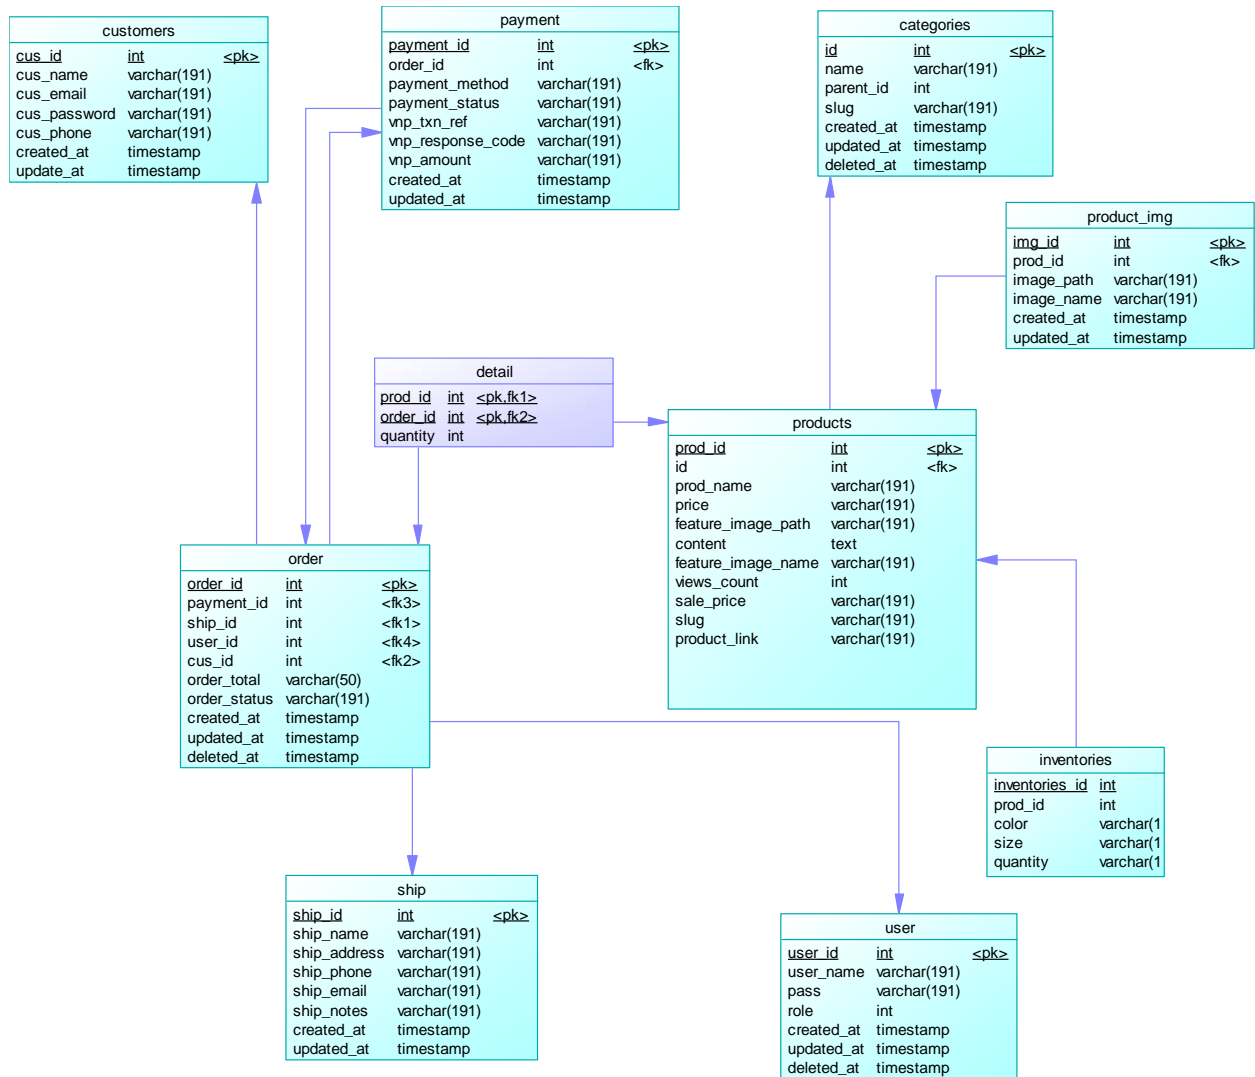 customers
cus_id int <pk>
cus_name varchar(191)
cus_email varchar(191)
cus_password varchar(191)
cus_phone varchar(191)
created_at timestamp
update_at timestamp
payment
payment_id int <pk>
order_id int <fk>
payment_method varchar(191)
payment_status varchar(191)
vnp_txn_ref varchar(191)
vnp_response_code varchar(191)
vnp_amount varchar(191)
created_at timestamp
updated_at timestamp
categories
id int <pk>
name varchar(191)
parent_id int
slug varchar(191)
created_at timestamp
updated_at timestamp
deleted_at timestamp
product_img
img_id int <pk>
prod_id int <fk>
image_path varchar(191)
image_name varchar(191)
created_at timestamp
updated_at timestamp
detail
prod_id int <pk,fk1>
order_id int <pk,fk2>
quantity int
products
prod_id int <pk>
id int <fk>
prod_name varchar(191)
price varchar(191)
feature_image_path varchar(191)
content text
feature_image_name varchar(191)
views_count int
sale_price varchar(191)
slug varchar(191)
product_link varchar(191)
order
order_id int <pk>
payment_id int <fk3>
ship_id int <fk1>
user_id int <fk4>
cus_id int <fk2>
order_total varchar(50)
order_status varchar(191)
created_at timestamp
updated_at timestamp
deleted_at timestamp
inventories
inventories_id int
prod_id int
color varchar(1
size varchar(1
quantity varchar(1
ship
ship_id int <pk>
ship_name varchar(191)
ship_address varchar(191)
ship_phone varchar(191)
ship_email varchar(191)
ship_notes varchar(191)
created_at timestamp
updated_at timestamp
user
user_id int <pk>
user_name varchar(191)
pass varchar(191)
role int
created_at timestamp
updated_at timestamp
deleted_at timestamp